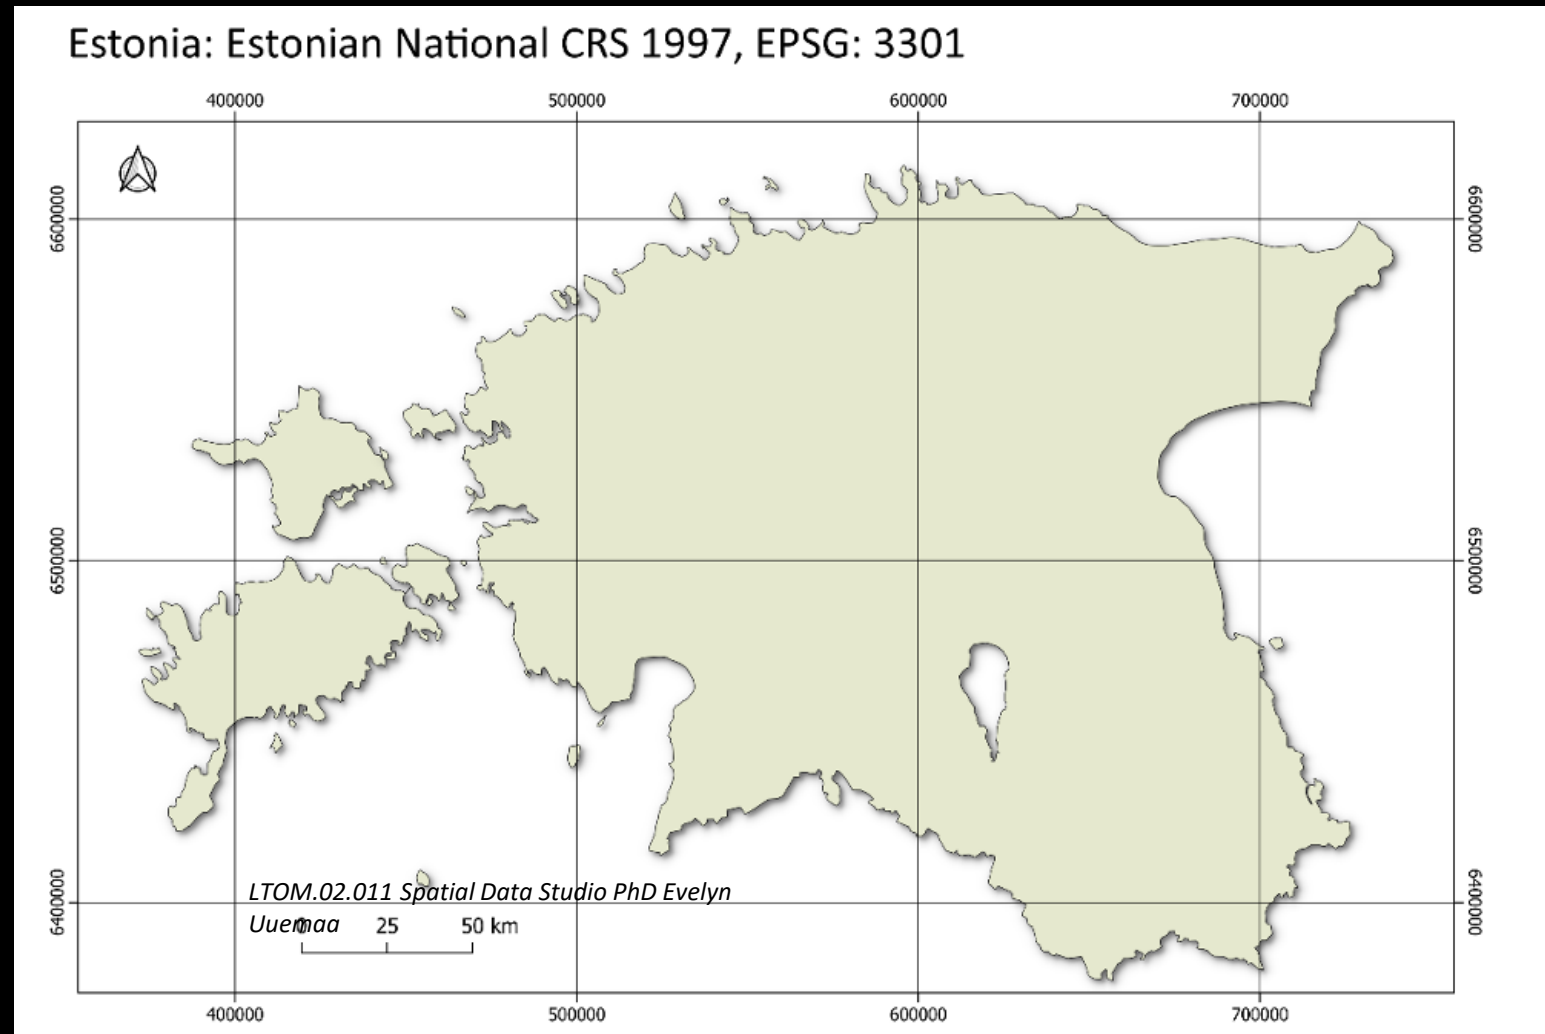 Estonia: Estonian National CRS 1997, EPSG: 3301
400000 500000 600000 700000
6600000 6600000
6500000 6500000
6400000 6400000
LTOM.02.011 Spatial Data Studio PhD Evelyn
Uuemaa
0 25 50 km
400000 500000 600000 700000